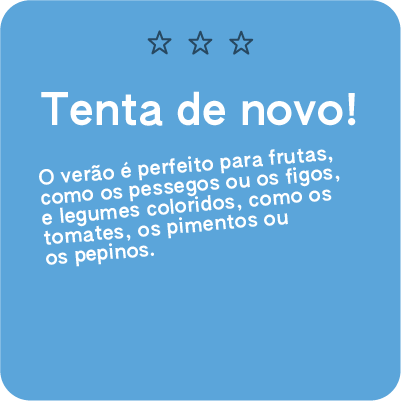 Tenta de novo!
O verão é perfeito para frutas,
como os pessegos ou os figos,
e legumes coloridos, como os
tomates, os pimentos ou
os pepinos.